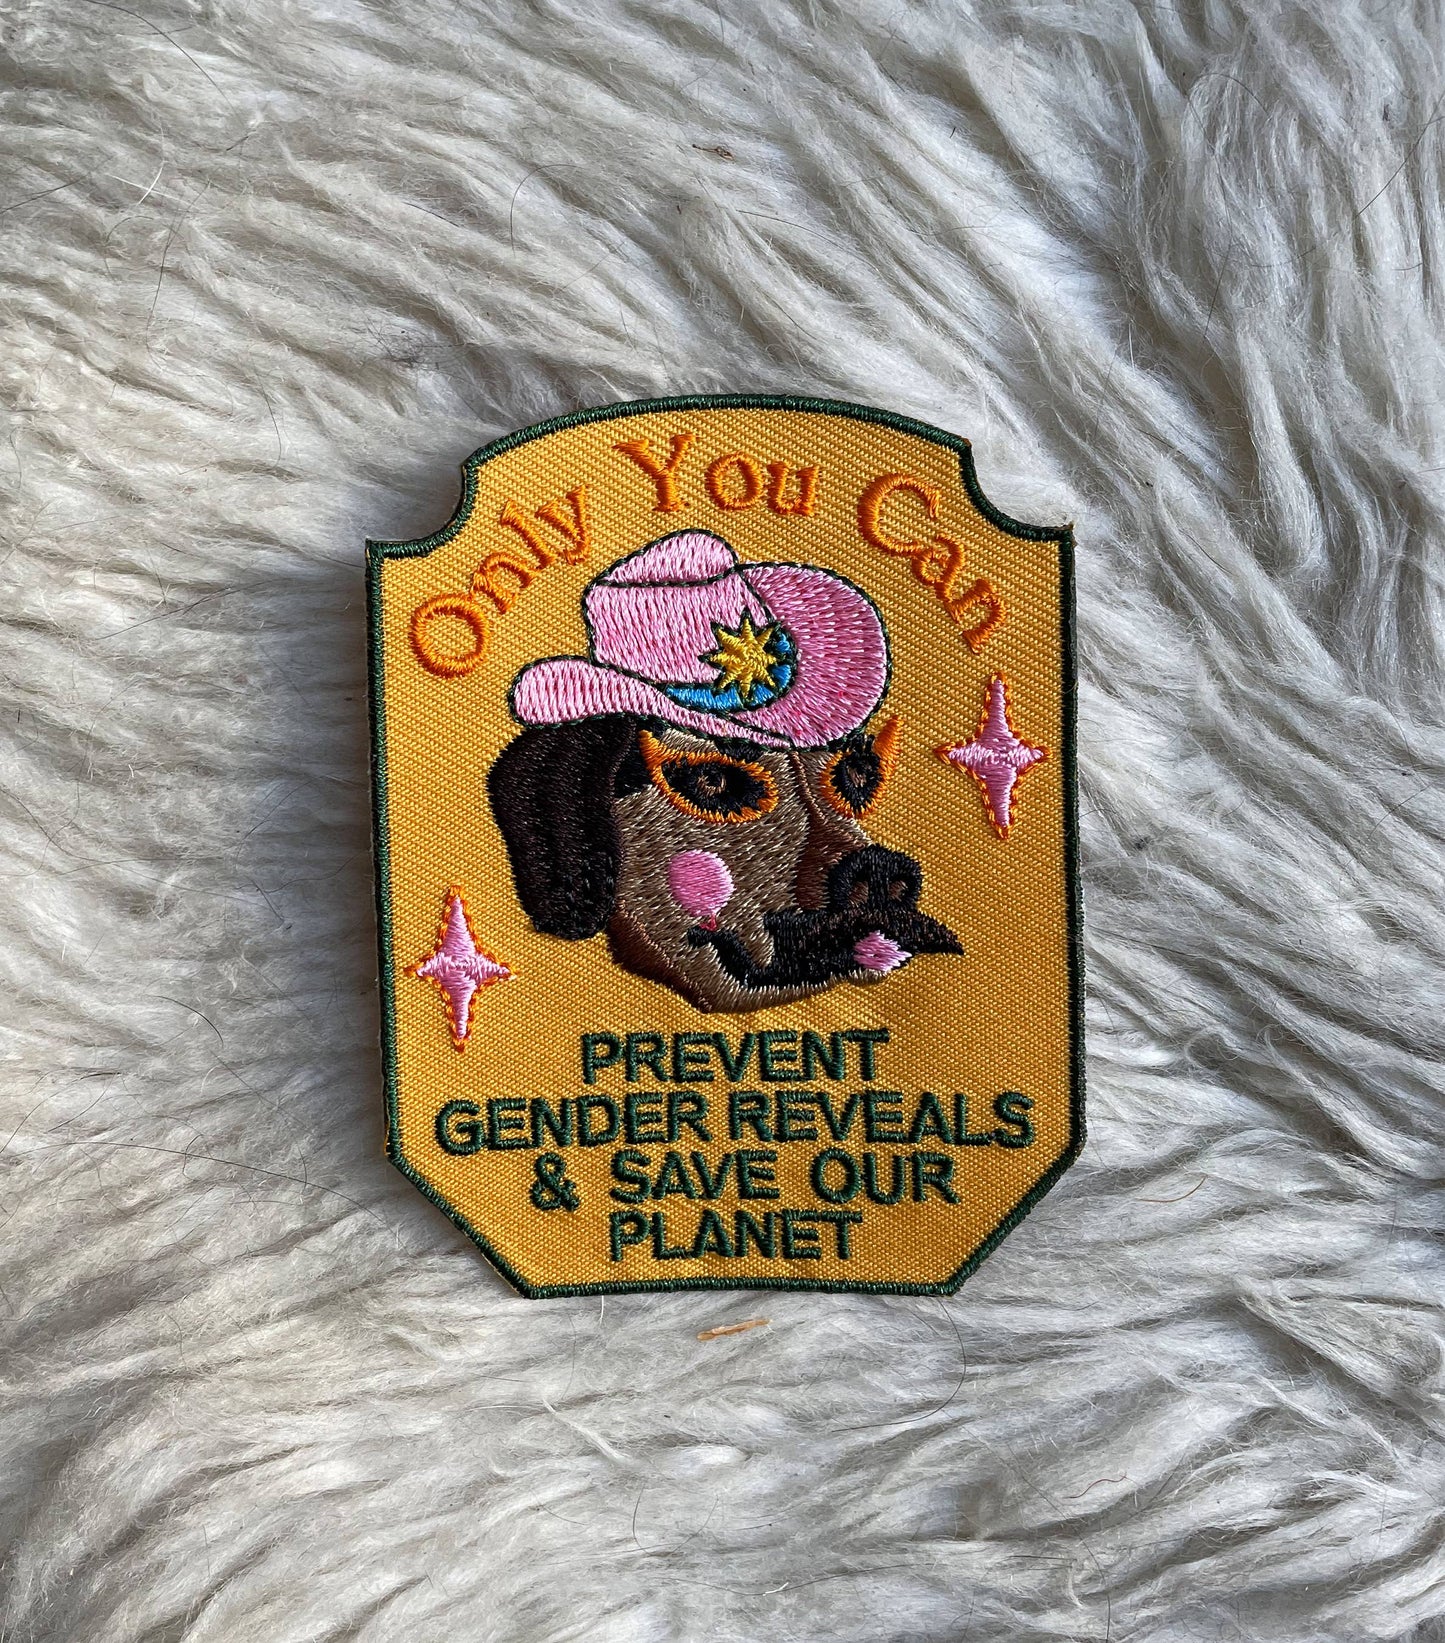 Only You Can
PREVENT
GENDER REVEALS
& SAVE OUR
PLANET